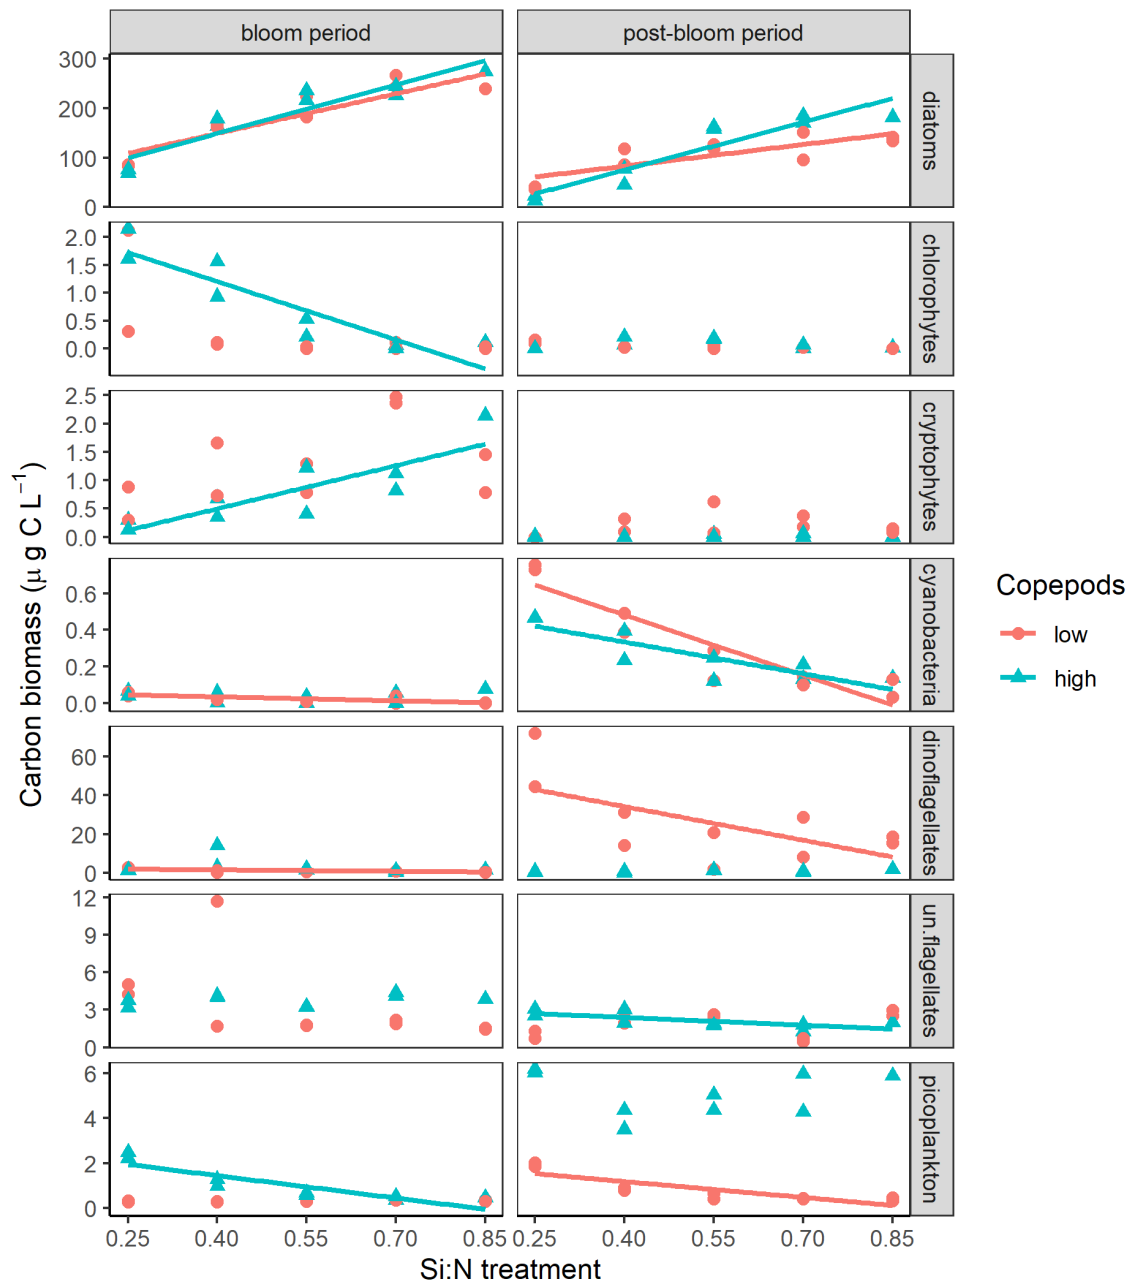 bloom period
post-bloom period
300
200
100
0
diatoms
2.0
1.5
1.0
0.5
0.0
chlorophytes
2.5
2.0
1.5
1.0
0.5
0.0
cryptophytes
0.6
0.4
0.2
0.0
cyanobacteria
60
40
20
0
dinoflagellates
12
9
6
3
0
un.flagellates
6
4
2
0
picoplankton
0.25 0.40 0.55 0.70 0.85
0.25 0.40 0.55 0.70 0.85
Si:N treatment
Carbon biomass (μ g C L⁻¹)
Copepods
low
high